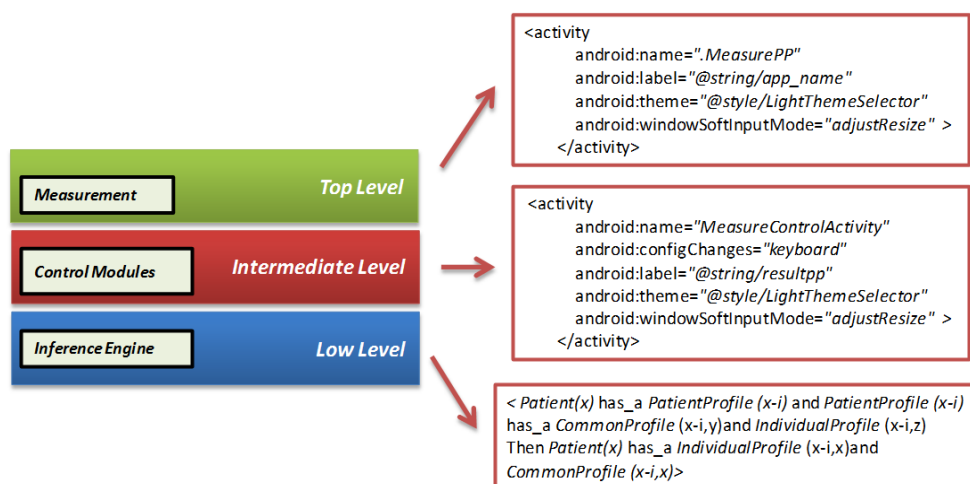 Measurement
Top Level
Control Modules
Intermediate Level
Inference Engine
Low Level
<activity
android:name=".MeasurePP"
android:label="@string/app_name"
android:theme="@style/LightThemeSelector"
android:windowSoftInputMode="adjustResize" >
</activity>
<activity
android:name="MeasureControlActivity"
android:configChanges="keyboard"
android:label="@string/resultpp"
android:theme="@style/LightThemeSelector"
android:windowSoftInputMode="adjustResize" >
</activity>
< Patient(x) has_a PatientProfile (x-i) and PatientProfile (x-i)
has_a CommonProfile (x-i,y)and IndividualProfile (x-i,z)
Then Patient(x) has_a IndividualProfile (x-i,x)and
CommonProfile (x-i,x)>